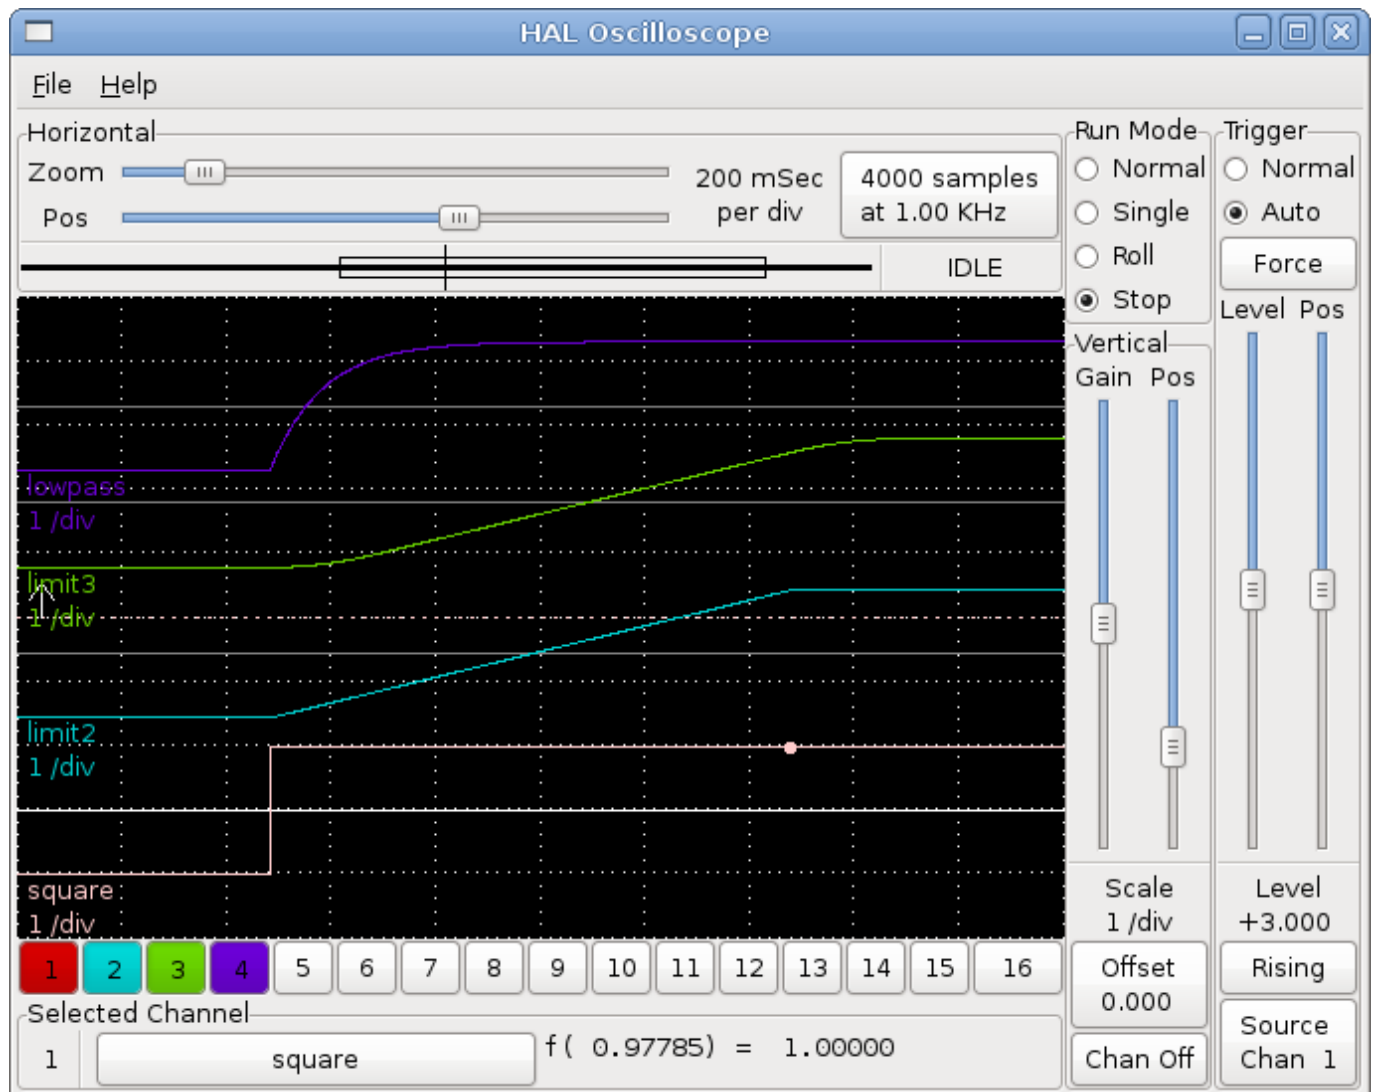 HAL Oscilloscope
File Help
Horizontal
Zoom
Pos
200 mSec
per div
4000 samples
at 1.00 KHz
IDLE
Run Mode
Normal
Single
Roll
Stop
Trigger
Normal
Auto
Force
Level Pos
Vertical
Gain Pos
lowpass
1 /div
limit3
1 /div
limit2
1 /div
square
1 /div
Scale
1 /div
Level
+3.000
1 2 3 4 5 6 7 8 9 10 11 12 13 14 15 16
Offset
0.000
Rising
Selected Channel
1 square f( 0.97785) = 1.00000
Chan Off
Source
Chan 1